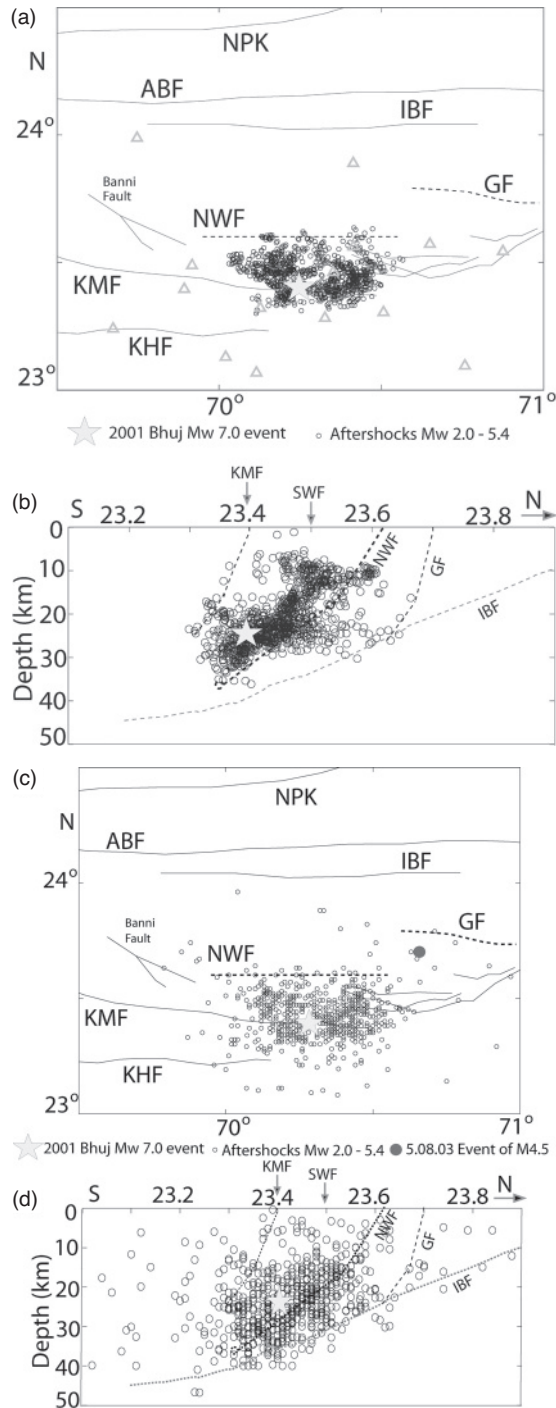 (a)
NPK
N
ABF
IBF
24°
Banni
Fault
GF
NWF
KMF
KHF
23°
70°
71°
2001 Bhuj Mw 7.0 event
Aftershocks Mw 2.0 - 5.4
(b)
KMF
SWF
S
23.2
23.4
23.6
23.8
N
0
10
20
30
40
50
Depth (km)
NWF
GF
IBF
(c)
NPK
N
ABF
IBF
24°
Banni
Fault
GF
NWF
KMF
KHF
23°
70°
71°
2001 Bhuj Mw 7.0 event
Aftershocks Mw 2.0 - 5.4
5.08.03 Event of M4.5
(d)
KMF
SWF
S
23.2
23.4
23.6
23.8
N
0
10
20
30
40
50
Depth (km)
NWF
GF
IBF